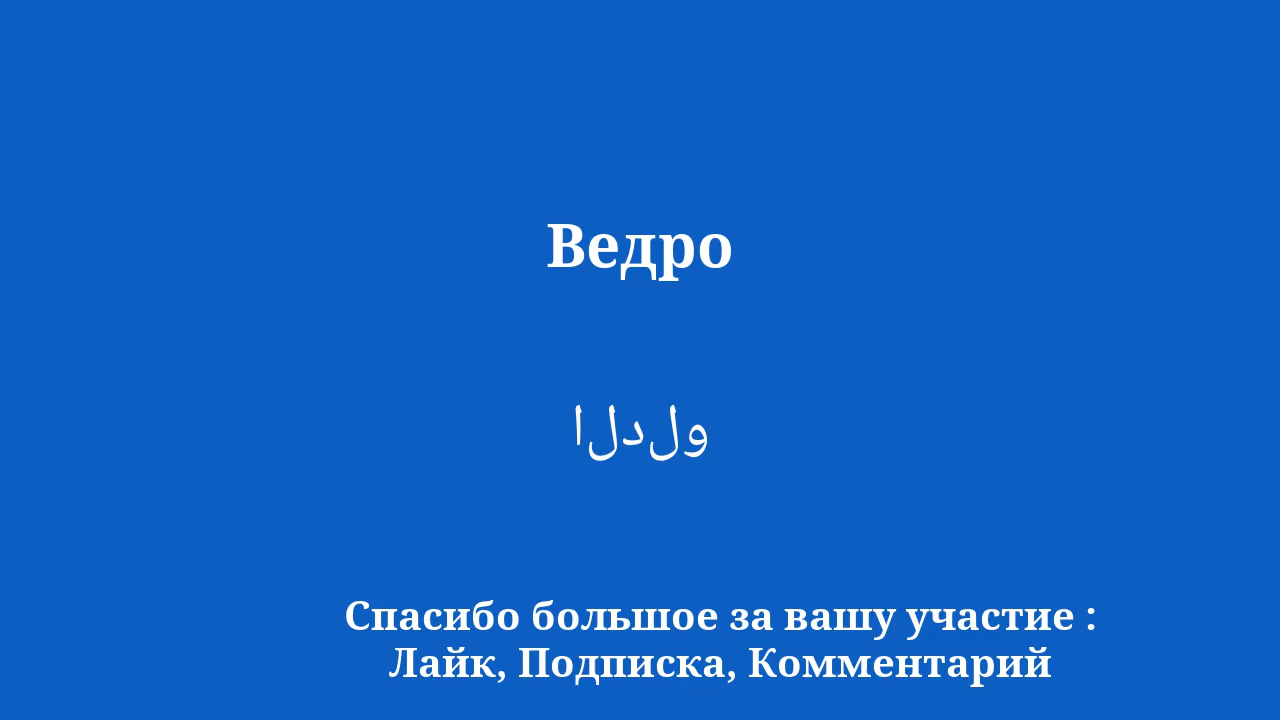 Ведро
الدلو
Спасибо большое за вашу участие :
Лайк, Подписка, Комментарий